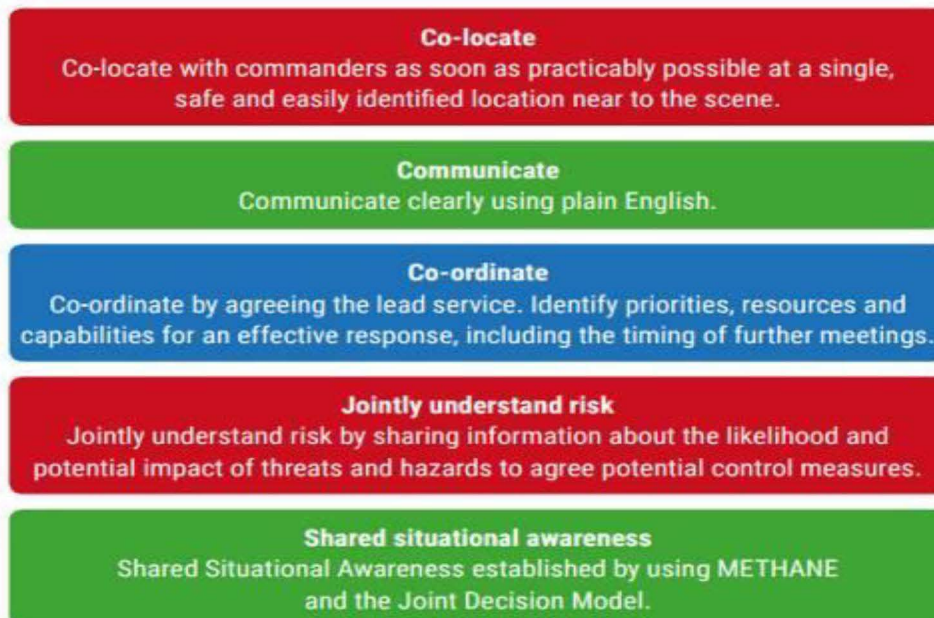 Co-locate
Co-locate with commanders as soon as practicably possible at a single,
safe and easily identified location near to the scene.
Communicate
Communicate clearly using plain English.
Co-ordinate
Co-ordinate by agreeing the lead service. Identify priorities, resources and
capabilities for an effective response, including the timing of further meetings.
Jointly understand risk
Jointly understand risk by sharing information about the likelihood and
potential impact of threats and hazards to agree potential control measures.
Shared situational awareness
Shared Situational Awareness established by using METHANE
and the Joint Decision Model.